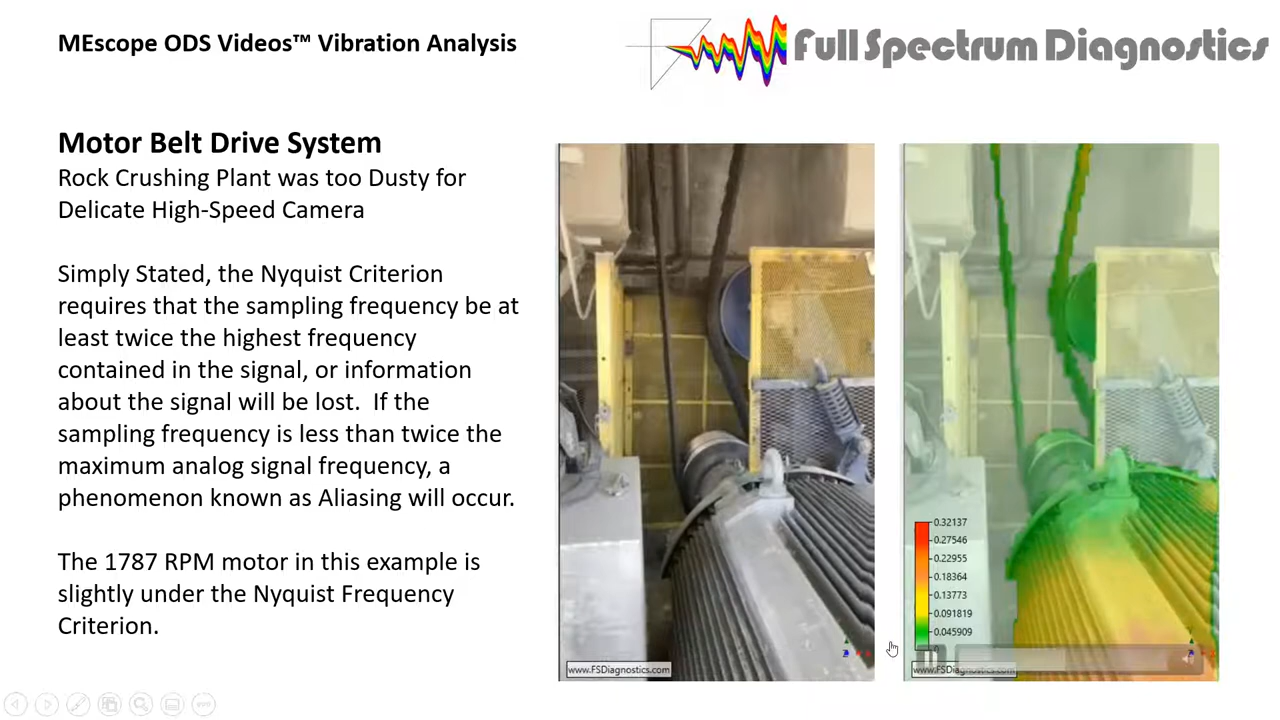 MEscope ODS Videos™ Vibration Analysis
Full Spectrum Diagnostics
Motor Belt Drive System
Rock Crushing Plant was too Dusty for
Delicate High-Speed Camera
Simply Stated, the Nyquist Criterion
requires that the sampling frequency be at
least twice the highest frequency
contained in the signal, or information
about the signal will be lost.  If the
sampling frequency is less than twice the
maximum analog signal frequency, a
phenomenon known as Aliasing will occur.
The 1787 RPM motor in this example is
slightly under the Nyquist Frequency
Criterion.
www.FSDiagnostics.com
0.32137
0.27546
0.22955
0.18364
0.13773
0.091819
0.045909
www.FSDiagnostics.com